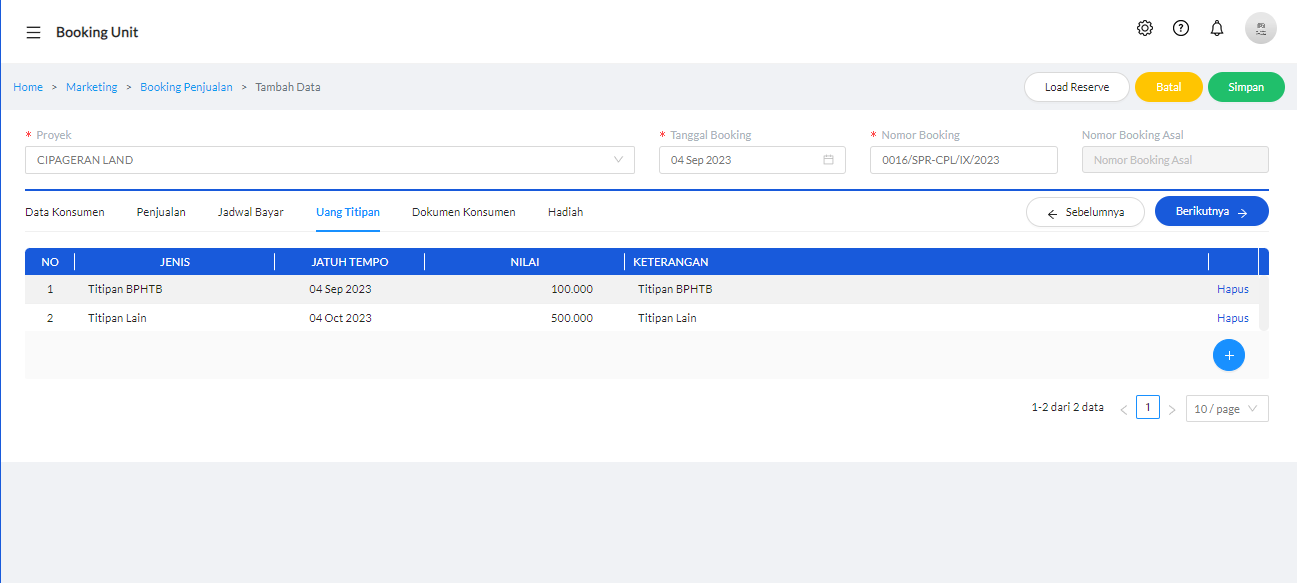 Booking Unit
Home > Marketing > Booking Penjualan > Tambah Data
Load Reserve
Batal
Simpan
* Proyek
* Tanggal Booking
* Nomor Booking
Nomor Booking Asal
CIPAGERAN LAND
04 Sep 2023
0016/SPR-CPL/IX/2023
Nomor Booking Asal
Data Konsumen
Penjualan
Jadwal Bayar
Uang Titipan
Dokumen Konsumen
Hadiah
← Sebelumnya
Berikutnya →
NO JENIS JATUH TEMPO NILAI KETERANGAN
1 Titipan BPHTB 04 Sep 2023 100.000 Titipan BPHTB Hapus
2 Titipan Lain 04 Oct 2023 500.000 Titipan Lain Hapus
+
1-2 dari 2 data < 1 > 10 / page